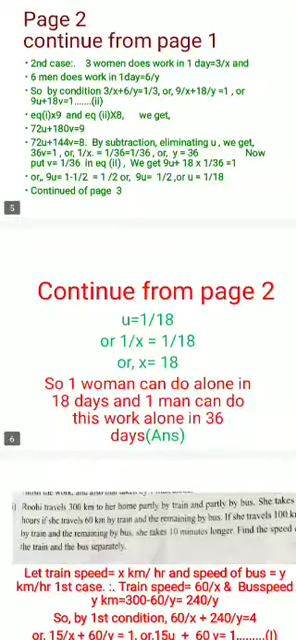 Page 2
continue from page 1
• 2nd case:. 3 women does work in 1 day=3/x and
• 6 men does work in 1day=6/y
• So by condition 3/x+6/y=1/3, or, 9/x+18/y =1 , or
9u+18v=1.......(ii)
• eq(i)x9 and eq (ii)X8, we get,
• 72u+180v=9
• 72u+144v=8. By subtraction, eliminating u , we get,
36v=1 , or, 1/x. = 1/36=1/36 , or, y = 36 Now
put v= 1/36 in eq (ii) , We get 9u+ 18 x 1/36 =1
• or,, 9u= 1-1/2 = 1 /2 or, 9u= 1/2 ,or u = 1/18
• Continued of page 3
5
Continue from page 2
u=1/18
or 1/x = 1/18
or, x= 18
So 1 woman can do alone in
18 days and 1 man can do
this work alone in 36
days(Ans)
6
) Roohi travels 300 km to her home partly by train and partly by bus. She takes
hours if she travels 60 km by train and the remaining by bus. If she travels 100 k
by train and the remaining by bus, she takes 10 minutes longer. Find the speed
the train and the bus separately.
Let train speed= x km/ hr and speed of bus = y
km/hr 1st case. :. Train speed= 60/x & Busspeed
y km=300-60/y= 240/y
So, by 1st condition, 60/x + 240/y=4
or, 15/x + 60/y = 1, or,15u + 60 v= 1.........(I)